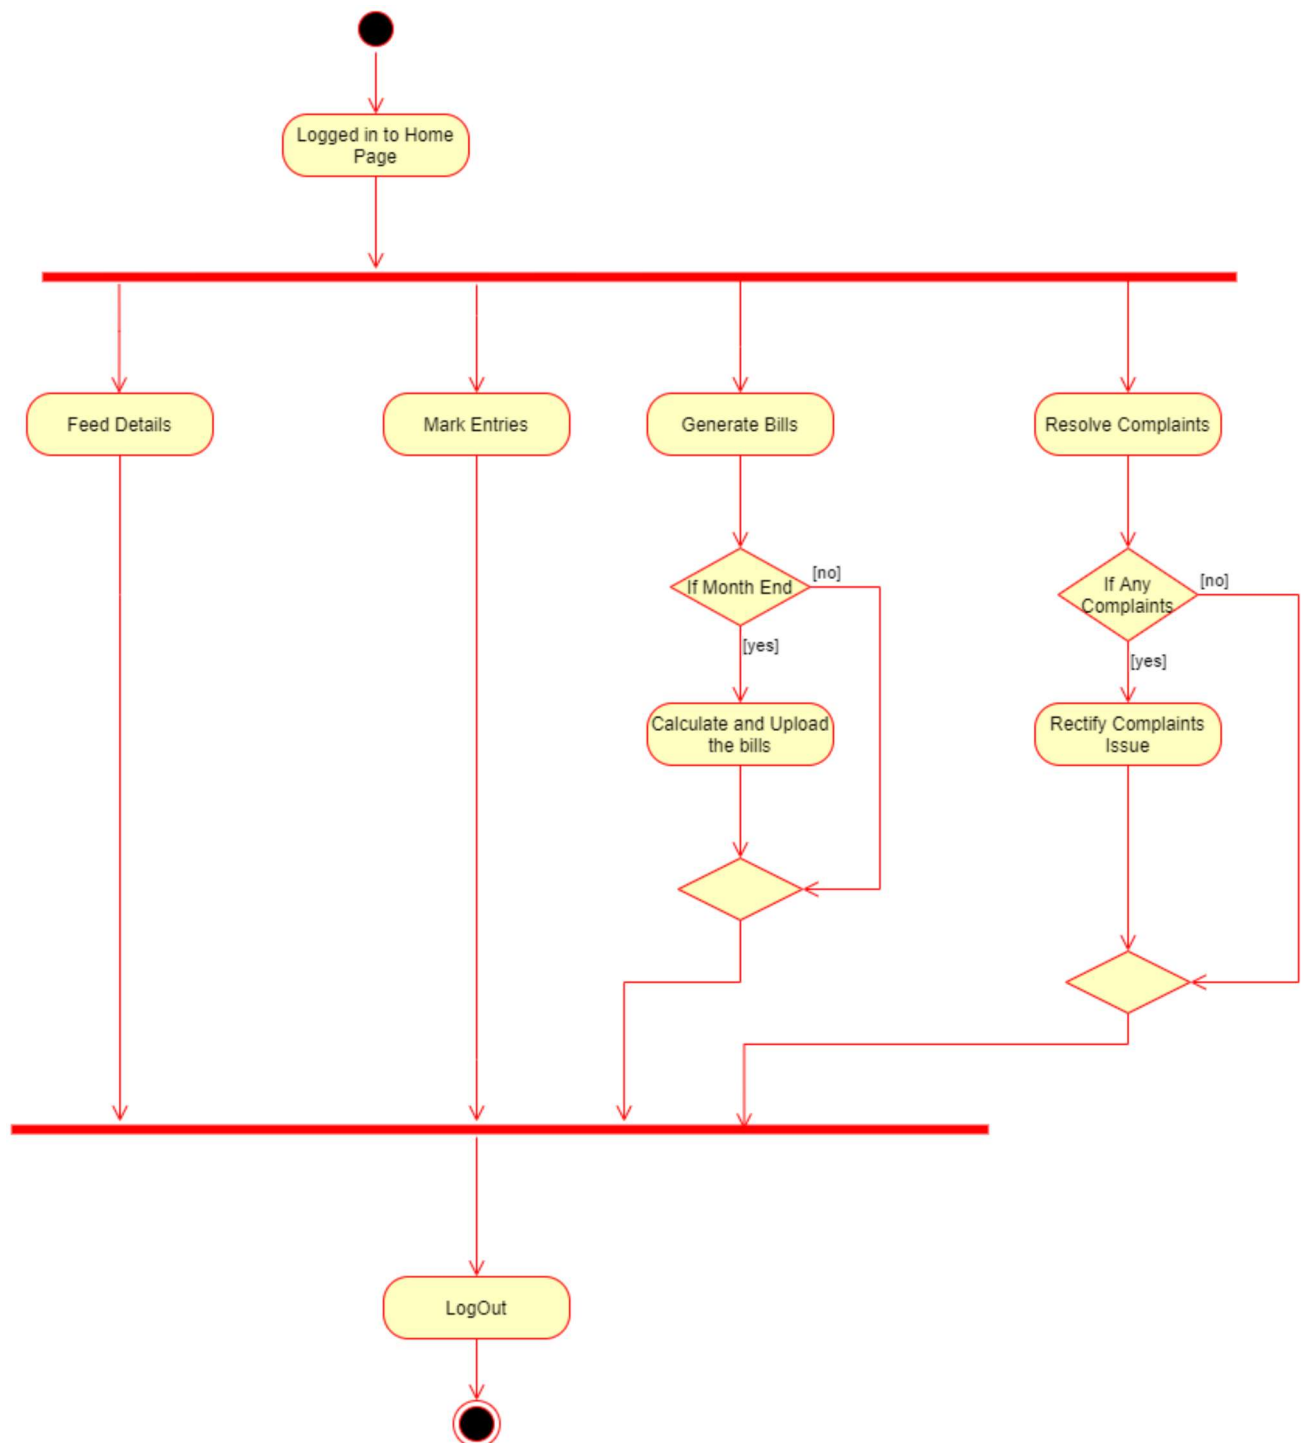 Logged in to Home
Page
Feed Details
Mark Entries
Generate Bills
Resolve Complaints
If Month End
[no]
If Any
Complaints
[no]
[yes]
[yes]
Calculate and Upload
the bills
Rectify Complaints
Issue
LogOut